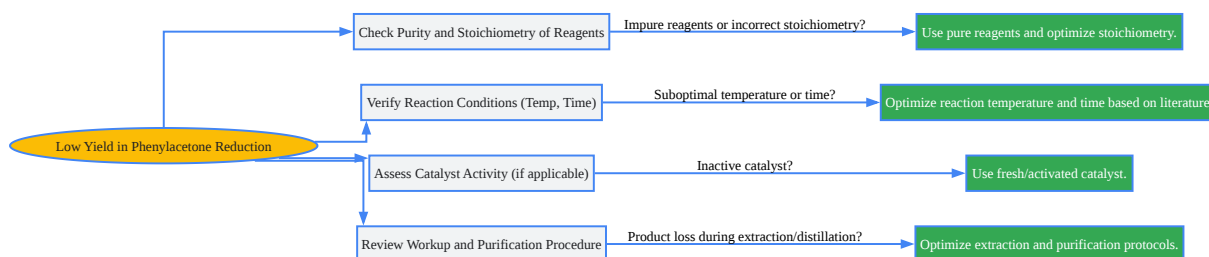 Check Purity and Stoichiometry of Reagents
Impure reagents or incorrect stoichiometry?
Use pure reagents and optimize stoichiometry.
Verify Reaction Conditions (Temp, Time)
Suboptimal temperature or time?
Optimize reaction temperature and time based on literature
Low Yield in Phenylacetone Reduction
Assess Catalyst Activity (if applicable)
Inactive catalyst?
Use fresh/activated catalyst.
Review Workup and Purification Procedure
Product loss during extraction/distillation?
Optimize extraction and purification protocols.